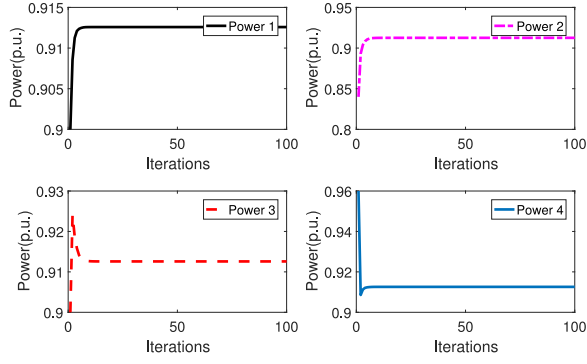 0.915
0.91
0.905
0.9
Power(p.u.)
Power 1
0 50 100
Iterations
0.95
0.9
0.85
0.8
Power(p.u.)
Power 2
0 50 100
Iterations
0.93
0.92
0.91
0.9
Power(p.u.)
Power 3
0 50 100
Iterations
0.96
0.94
0.92
0.9
Power(p.u.)
Power 4
0 50 100
Iterations